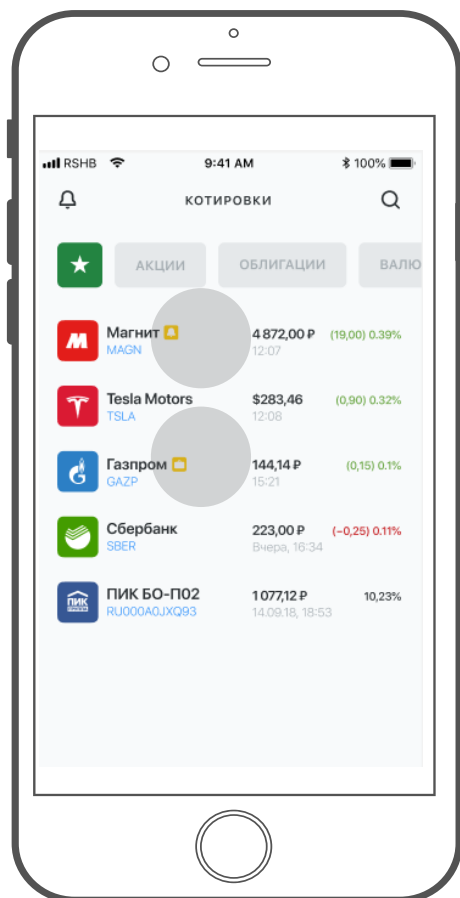 RSHB 9:41 AM 100%
КОТИРОВКИ
АКЦИИ ОБЛИГАЦИИ ВАЛЮ
Магнит 4 872,00 ₽ (19,00) 0.39%
MAGN 12:07
Tesla Motors $283,46 (0,90) 0.32%
TSLA 12:08
Газпром 144,14 ₽ (0,15) 0.1%
GAZP 15:21
Сбербанк 223,00 ₽ (−0,25) 0.11%
SBER Вчера, 16:34
ПИК БО-П02 1 077,12 ₽ 10,23%
ПИК
RU000A0JXQ93 14.09.18, 18:53